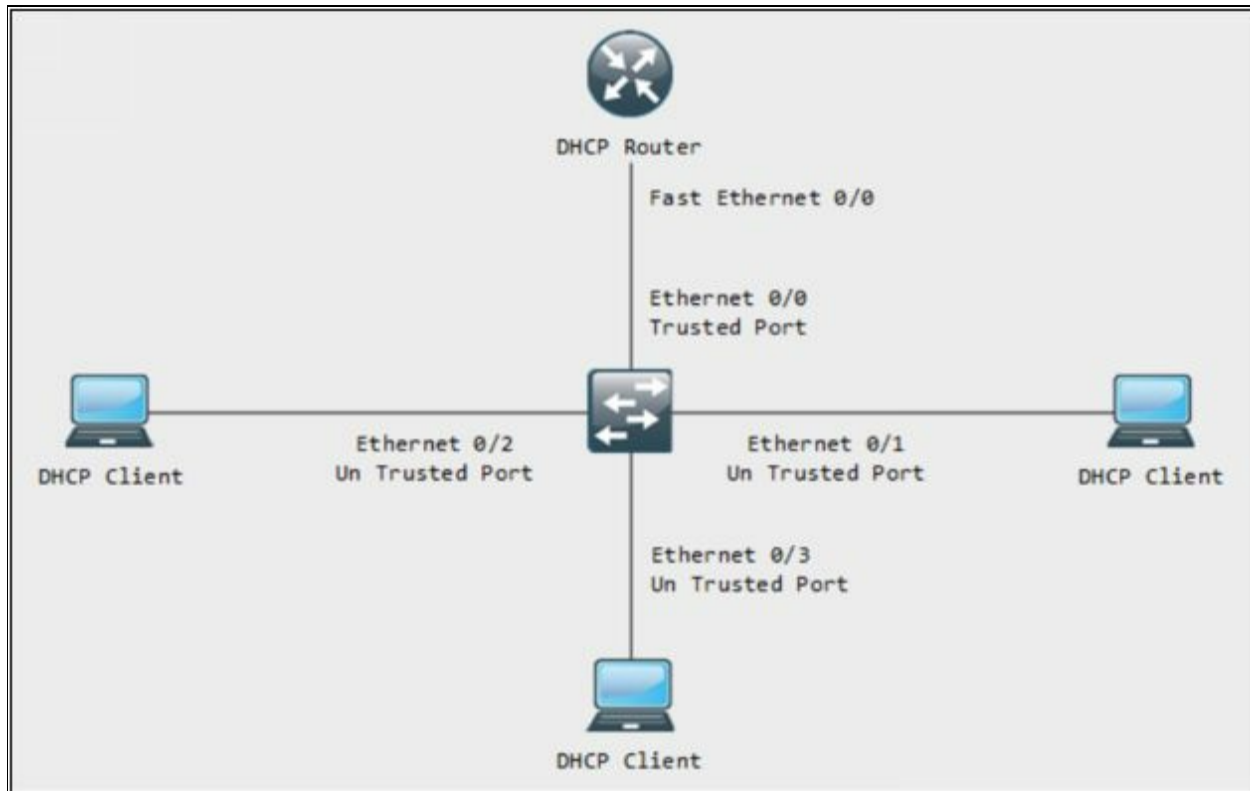 DHCP Router
Fast Ethernet 0/0
Ethernet 0/0
Trusted Port
Ethernet 0/2
Un Trusted Port
DHCP Client
Ethernet 0/1
Un Trusted Port
DHCP Client
Ethernet 0/3
Un Trusted Port
DHCP Client